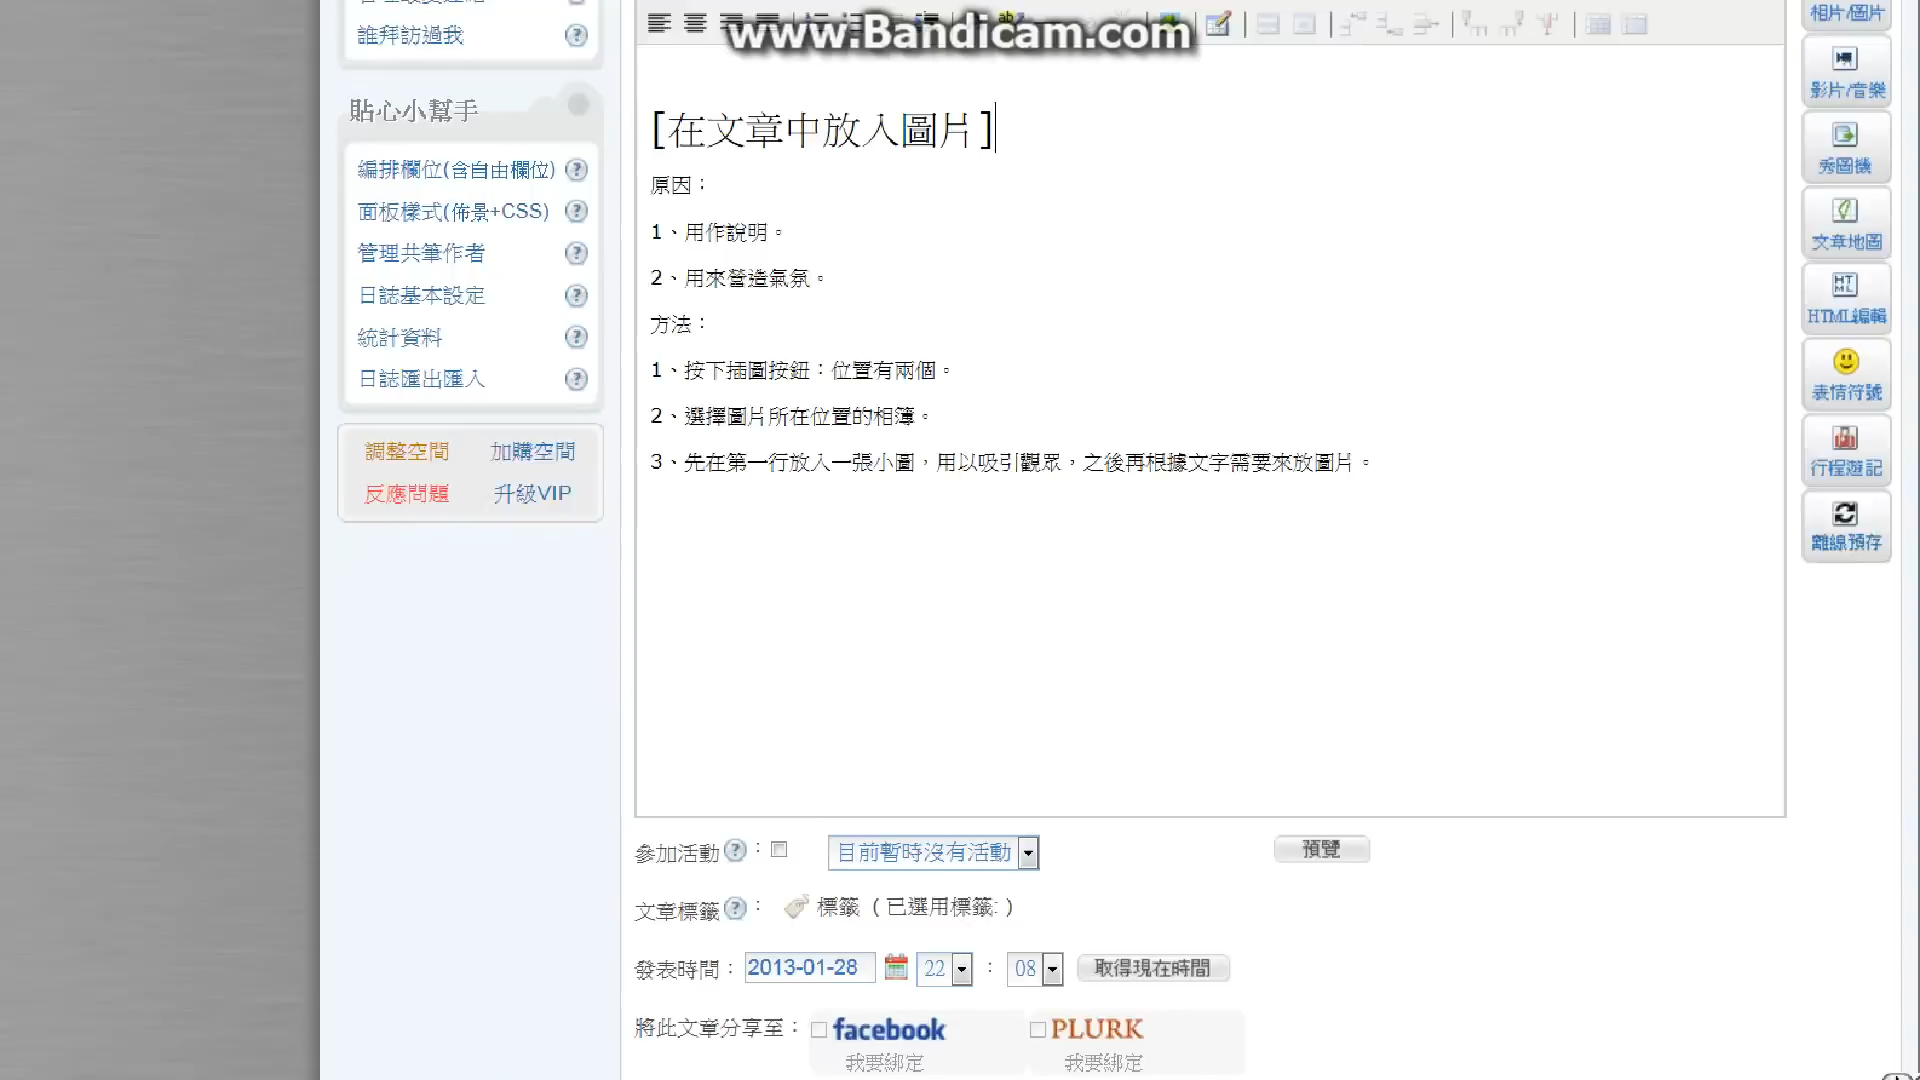 www.Bandicam.com
誰拜訪過我
貼心小幫手
編排欄位(含自由欄位)
面板樣式(佈景+CSS)
管理共筆作者
日誌基本設定
統計資料
日誌匯出匯入
調整空間 加購空間
反應問題 升級VIP
[在文章中放入圖片]
原因：
1、用作說明。
2、用來營造氣氛。
方法：
1、按下插圖按鈕：位置有兩個。
2、選擇圖片所在位置的相簿。
3、先在第一行放入一張小圖，用以吸引觀眾，之後再根據文字需要來放圖片。
參加活動 ： 目前暫時沒有活動 預覽
文章標籤 ： 標籤 ( 已選用標籤: )
發表時間： 2013-01-28 22 : 08 取得現在時間
將此文章分享至： facebook PLURK
我要綁定 我要綁定
相片/圖片
影片/音樂
秀圖機
文章地圖
HTML編輯
表情符號
行程遊記
離線預存